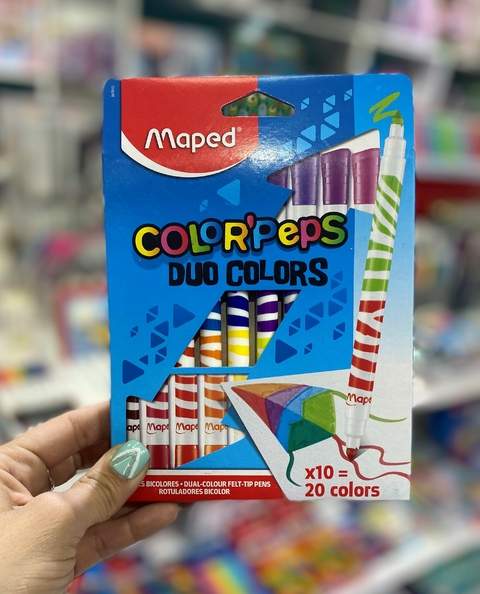 Maped®
COLOR'PePS
DUO COLORS
Maped
Maped
Maped
Maped
x10 =
20 colors
BICOLORES • DUAL-COLOUR FELT-TIP PENS
ROTULADORES BICOLOR